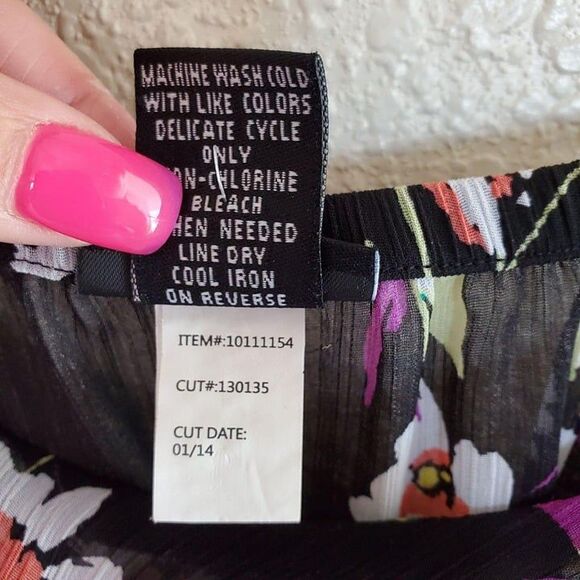 MACHINE WASH COLD
WITH LIKE COLORS
DELICATE CYCLE
ONLY
ON-CHLORINE
BLEACH
HEN NEEDED
LINE DRY
COOL IRON
ON REVERSE
ITEM#:10111154
CUT#:130135
CUT DATE:
01/14